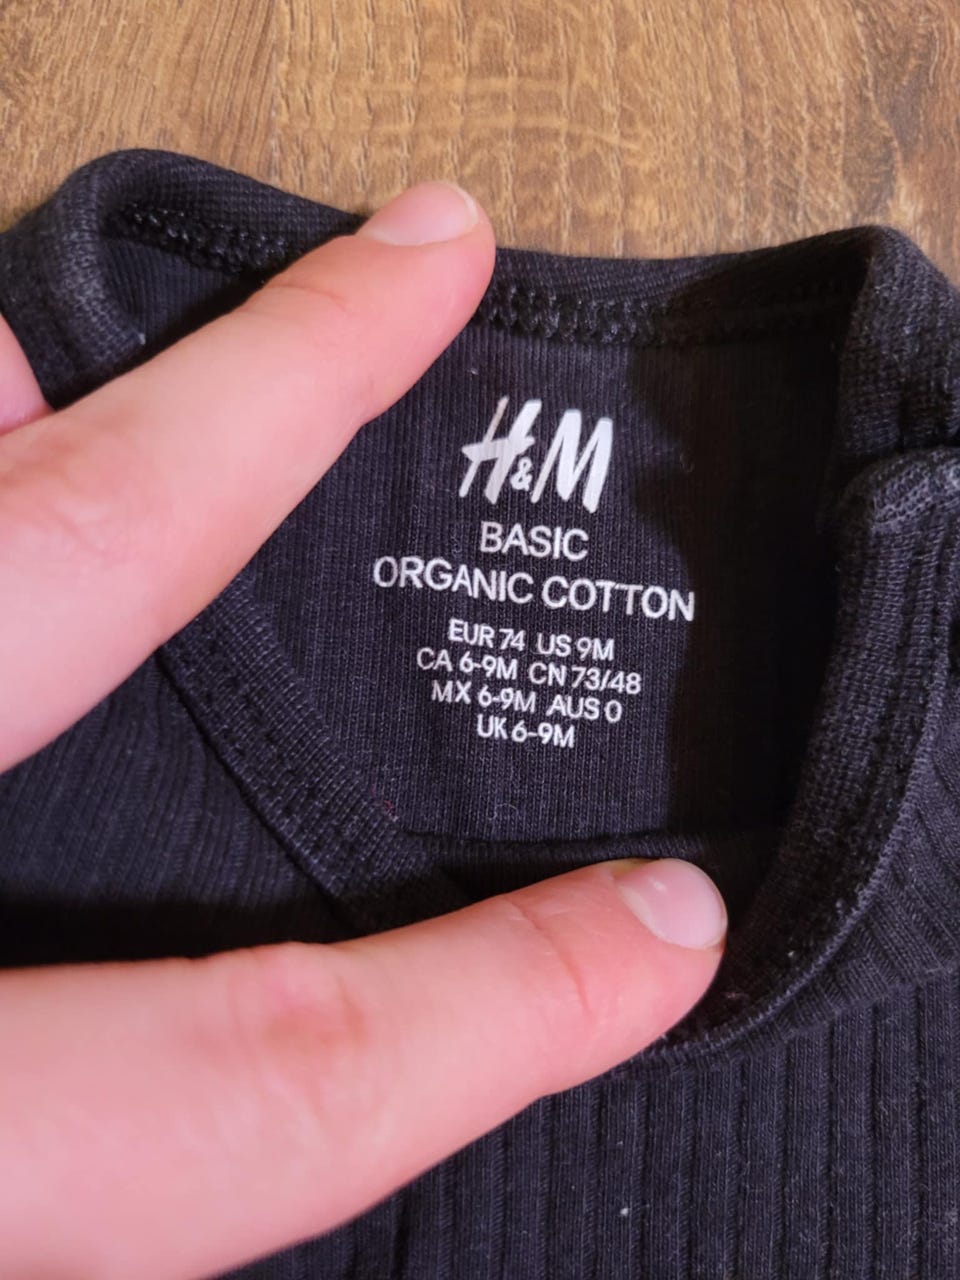 H&M
BASIC
ORGANIC COTTON
EUR 74 US 9M
CA 6-9M CN 73/48
MX 6-9M AUS 0
UK 6-9M